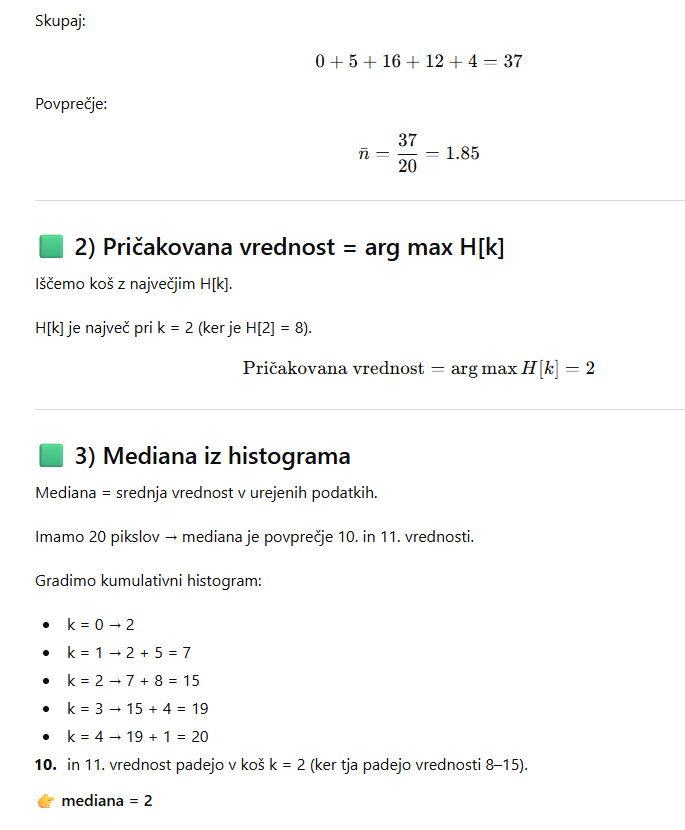 Skupaj:
0 + 5 + 16 + 12 + 4 = 37
Povprečje:
n̄ = 37/20 = 1.85
2) Pričakovana vrednost = arg max H[k]
Iščemo koš z največjim H[k].
H[k] je največ pri k = 2 (ker je H[2] = 8).
Pričakovana vrednost = arg max H[k] = 2
3) Mediana iz histograma
Mediana = srednja vrednost v urejenih podatkih.
Imamo 20 pikslov → mediana je povprečje 10. in 11. vrednosti.
Gradimo kumulativni histogram:
• k = 0 → 2
• k = 1 → 2 + 5 = 7
• k = 2 → 7 + 8 = 15
• k = 3 → 15 + 4 = 19
• k = 4 → 19 + 1 = 20
10. in 11. vrednost padejo v koš k = 2 (ker tja padejo vrednosti 8–15).
👉 mediana = 2